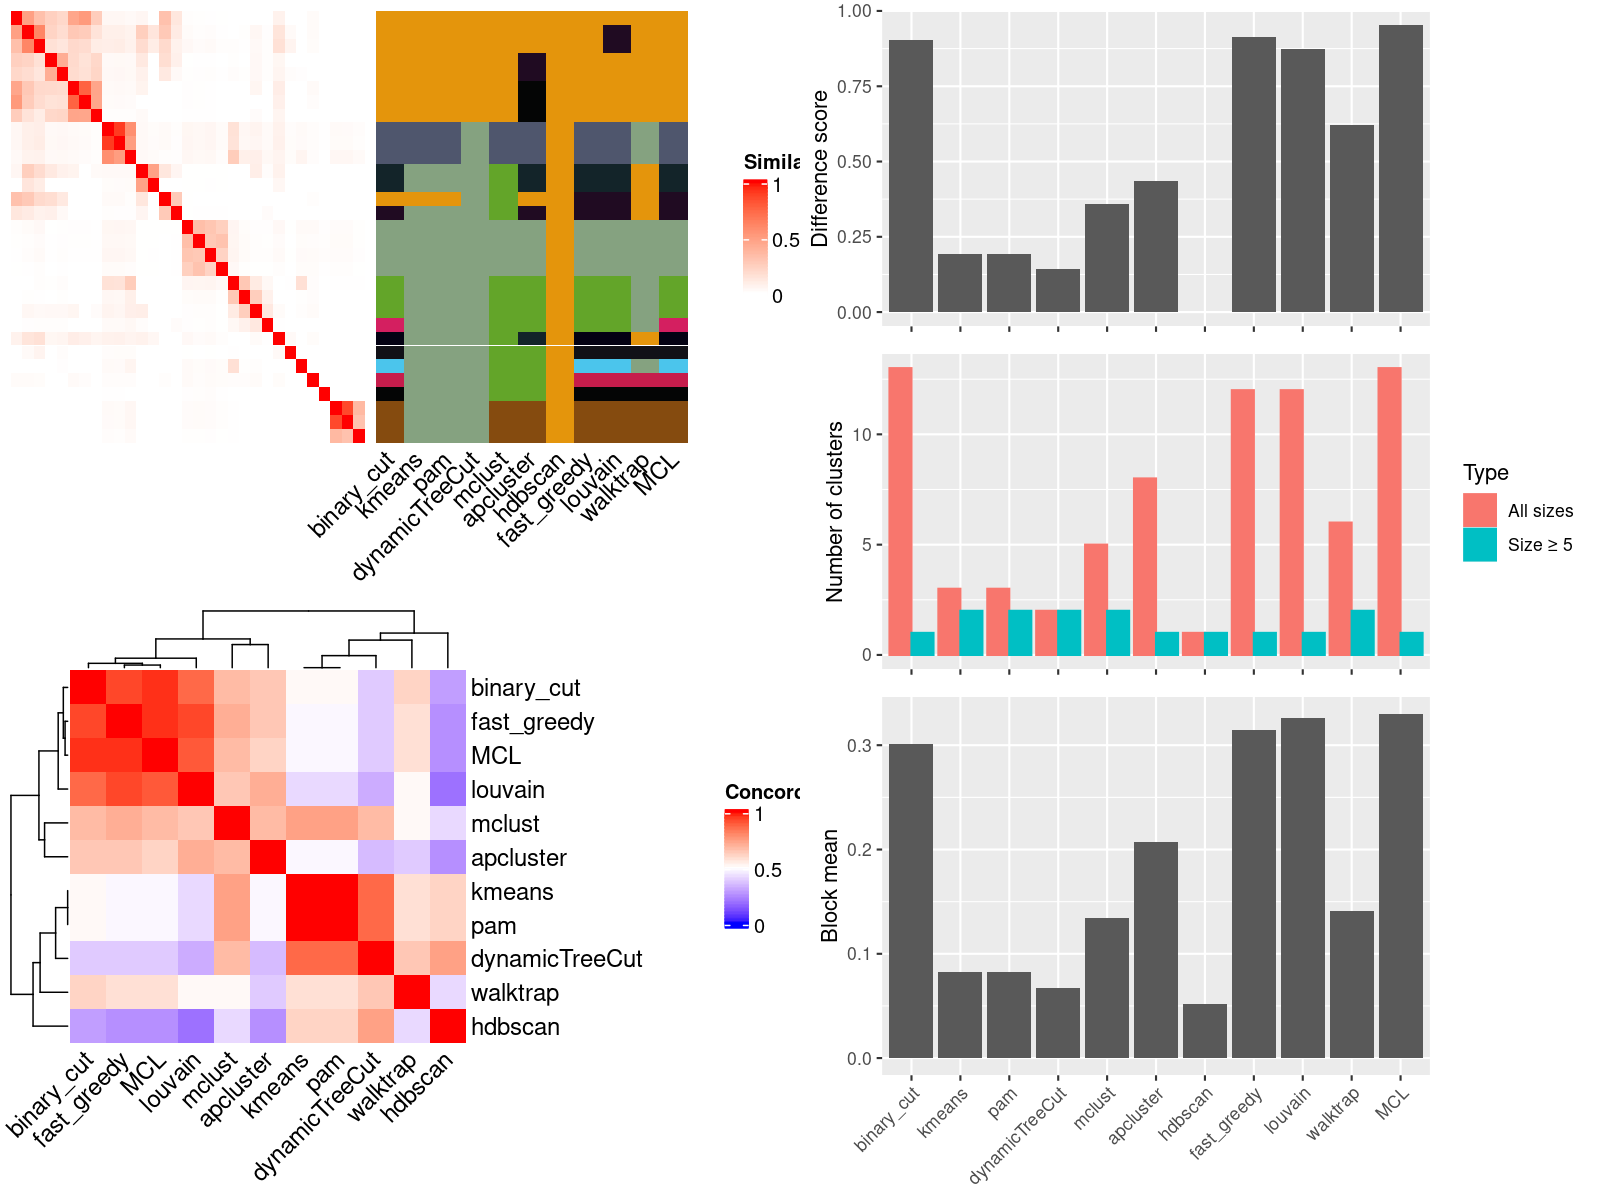 Simila
1
0.5
0
binary_cut
kmeans
pam
dynamicTreeCut
mclust
apcluster
hdbscan
fast_greedy
louvain
walktrap
MCL
binary_cut
fast_greedy
MCL
louvain
mclust
apcluster
kmeans
pam
dynamicTreeCut
walktrap
hdbscan
binary_cut
fast_greedy
MCL
louvain
mclust
apcluster
kmeans
pam
dynamicTreeCut
walktrap
hdbscan
Concord
1
0.5
0
Difference score
1.00
0.75
0.50
0.25
0.00
Number of clusters
10
5
0
Type
All sizes
Size ≥ 5
Block mean
0.3
0.2
0.1
0.0
binary_cut
kmeans
pam
dynamicTreeCut
mclust
apcluster
hdbscan
fast_greedy
louvain
walktrap
MCL